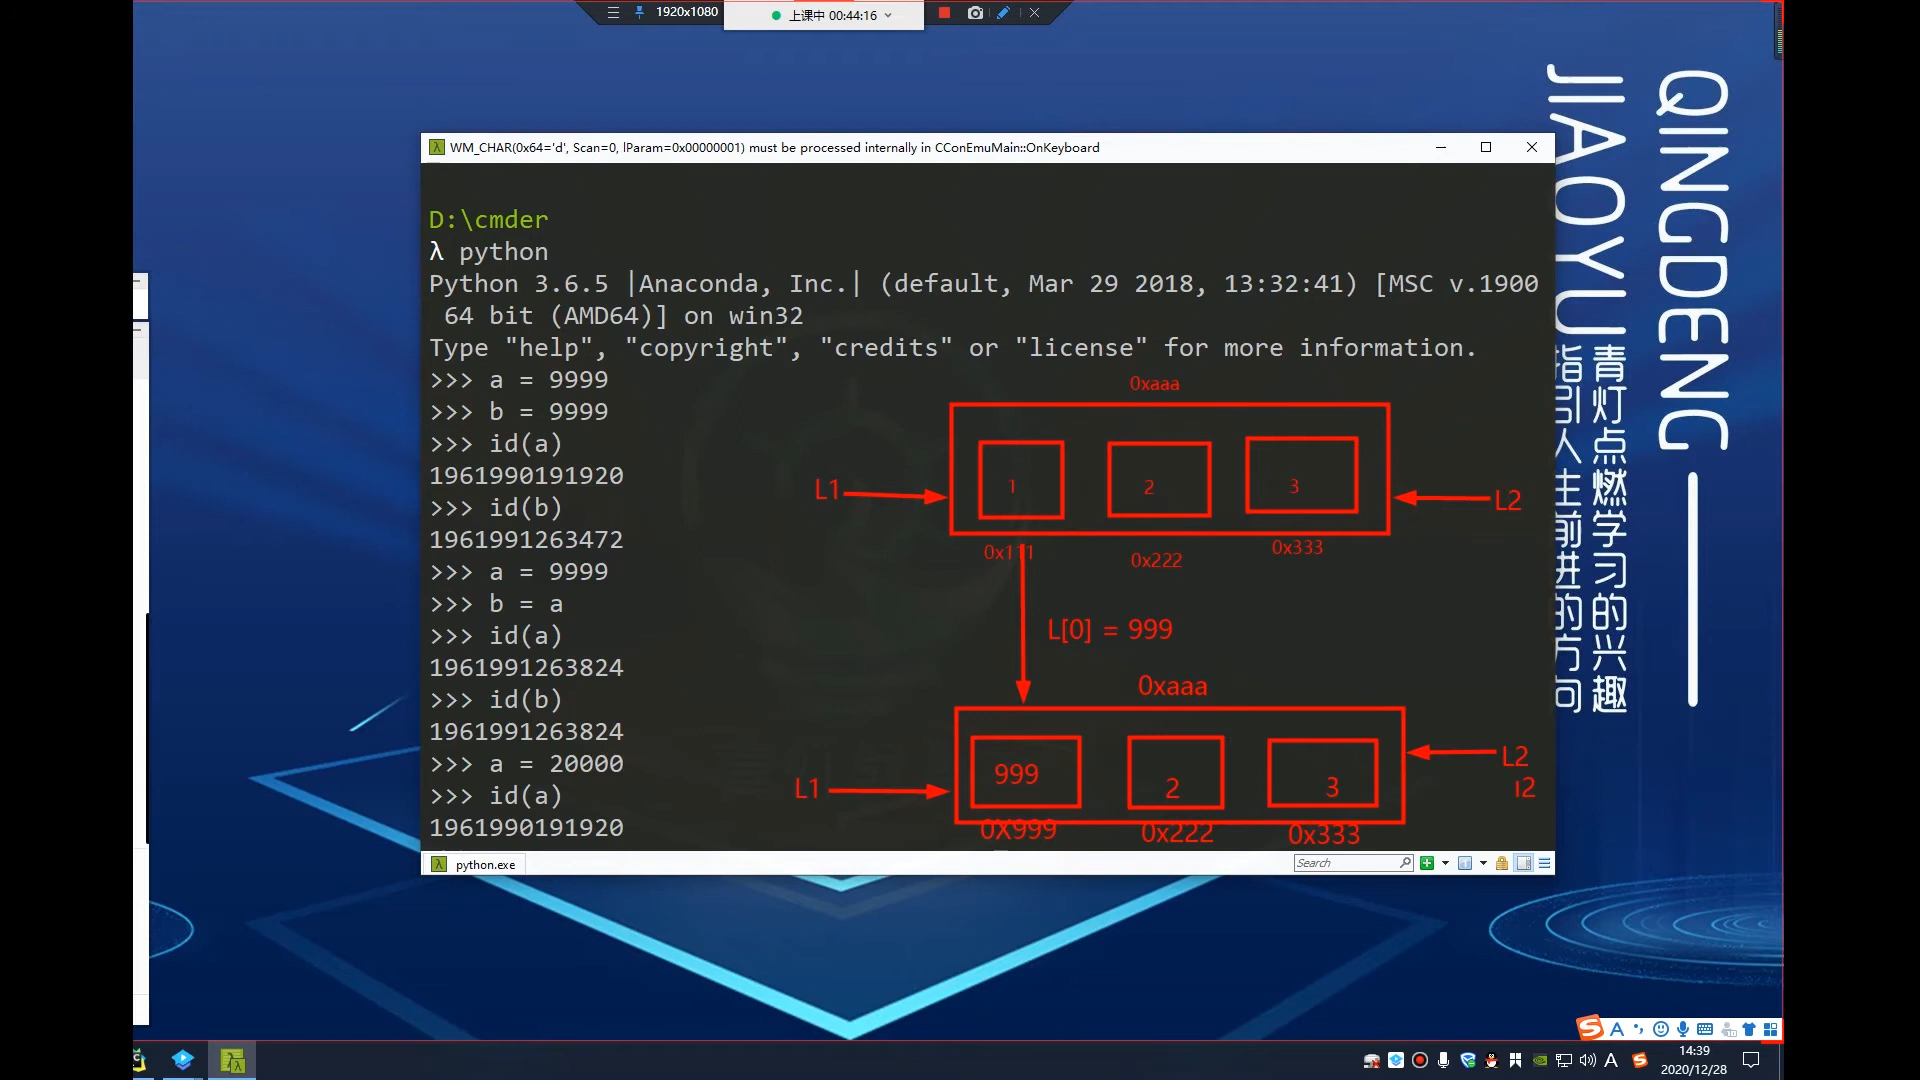 1920x1080
上课中 00:44:16
WM_CHAR(0x64='d', Scan=0, lParam=0x00000001) must be processed internally in CConEmuMain::OnKeyboard
D:\cmder
λ python
Python 3.6.5 |Anaconda, Inc.| (default, Mar 29 2018, 13:32:41) [MSC v.1900
64 bit (AMD64)] on win32
Type "help", "copyright", "credits" or "license" for more information.
>>> a = 9999
>>> b = 9999
>>> id(a)
1961990191920
>>> id(b)
1961991263472
>>> a = 9999
>>> b = a
>>> id(a)
1961991263824
>>> id(b)
1961991263824
>>> a = 20000
>>> id(a)
1961990191920
0xaaa
L1
1
2
3
L2
0x111
0x222
0x333
L[0] = 999
0xaaa
L1
999
2
3
L2
0X999
0x222
0x333
python.exe
Search
QINGDENG
JIAOYU
青灯点燃学习的兴趣
指引人生前进的方向
A
A
14:39
2020/12/28